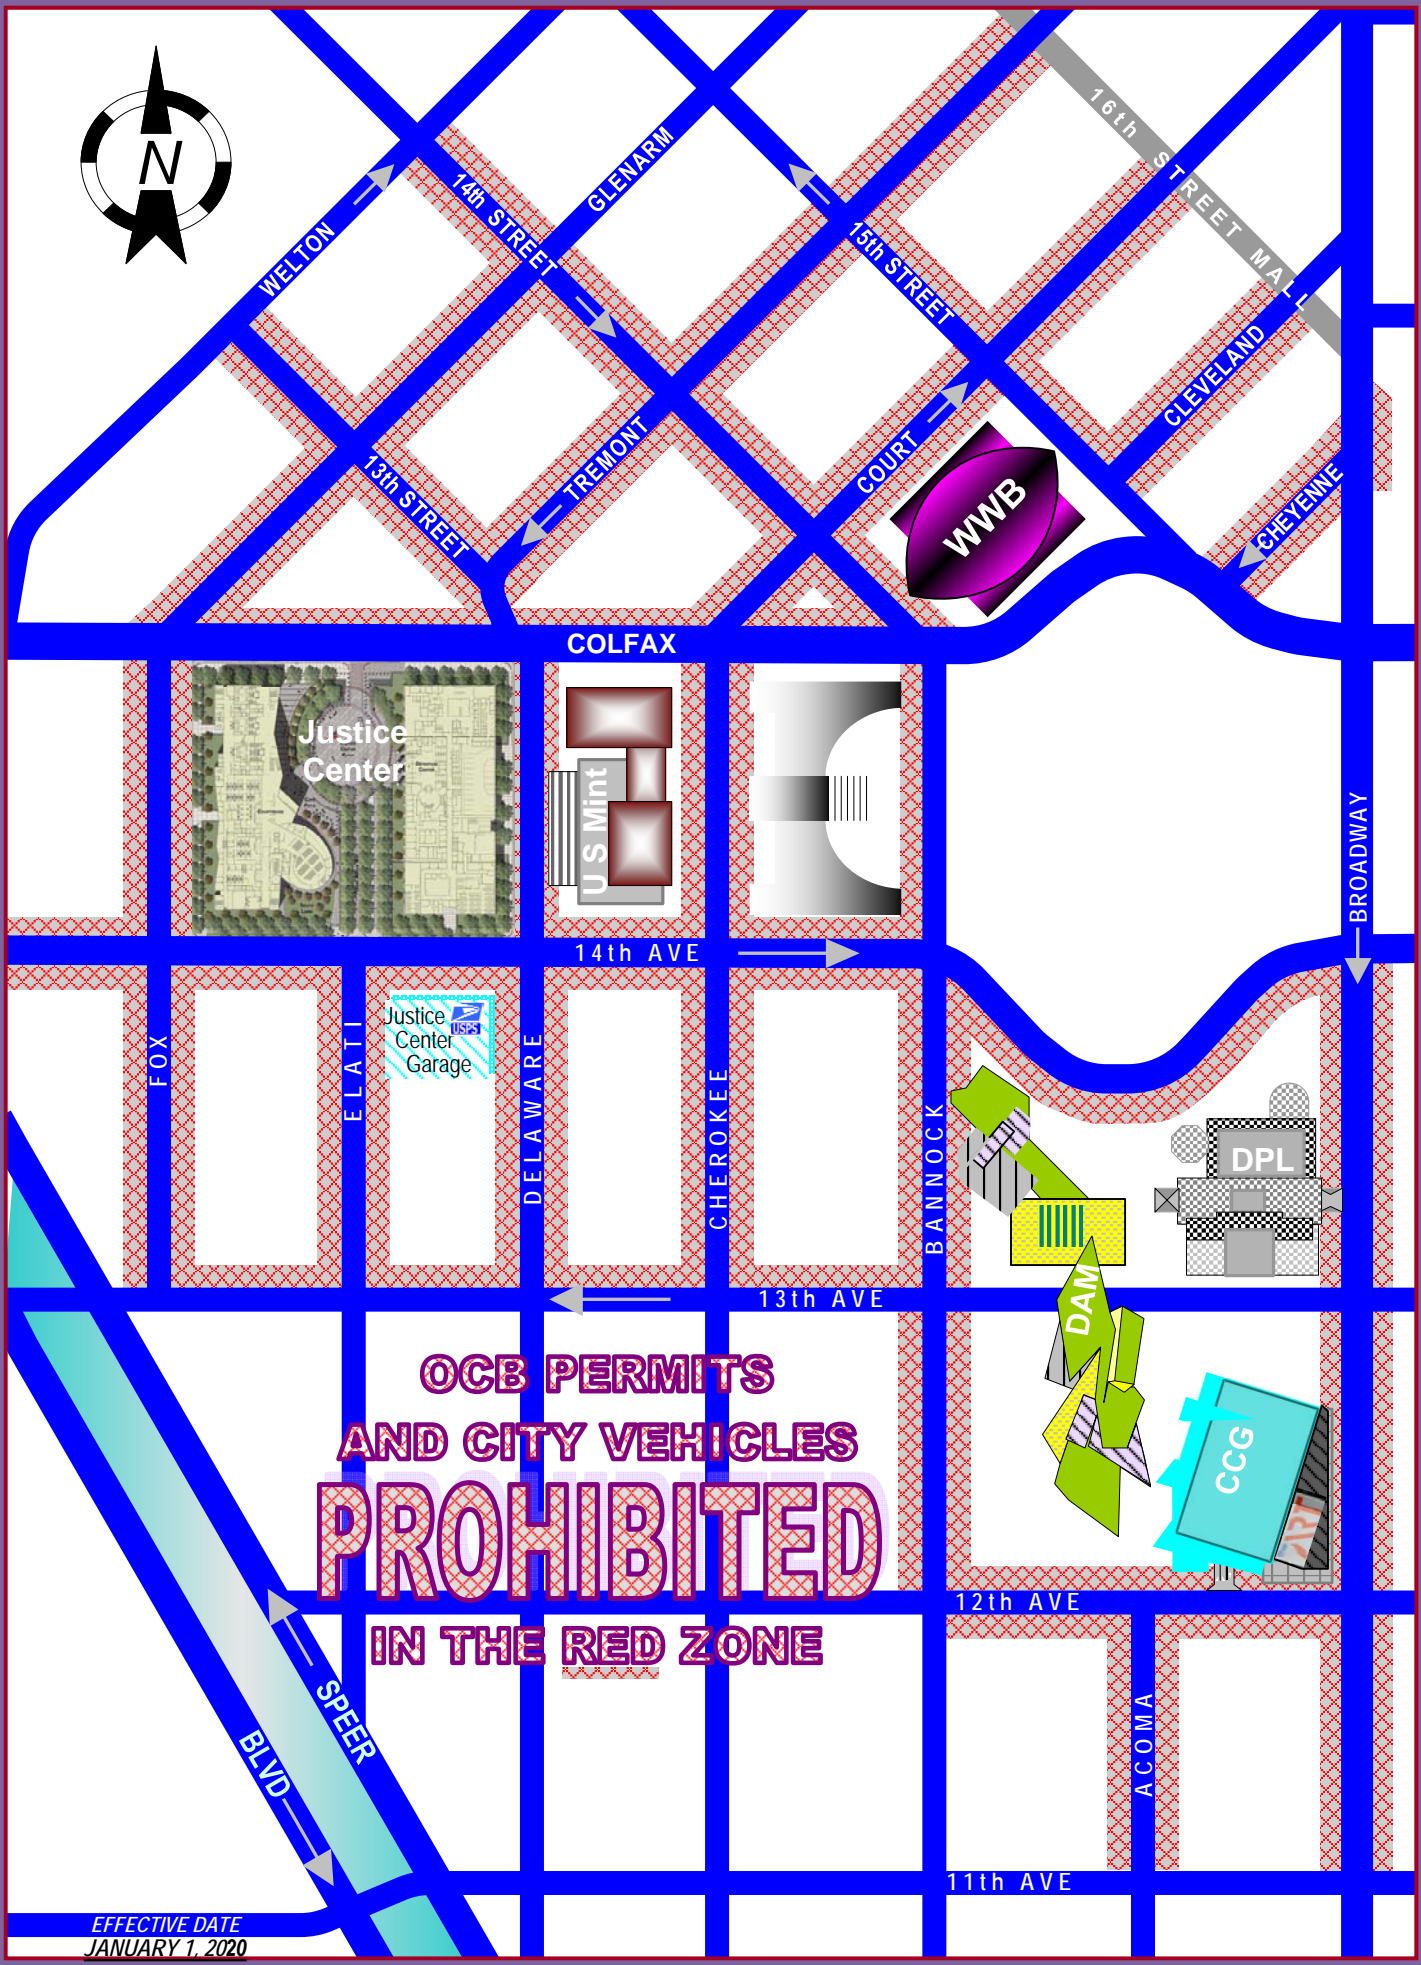 16th STREET MALL
N
14th STREET
GLENARM
WELTON
15th STREET
CLEVELAND
COURT
TREMONT
13th STREET
CHEYENNE
WWB
COLFAX
Justice
Center
U S Mint
BROADWAY
14th AVE
Justice
Center
Garage
USPS
FOX
ELATI
DELAWARE
CHEROKEE
BANNOCK
DPL
13th AVE
DAM
OCB PERMITS
AND CITY VEHICLES
PROHIBITED
IN THE RED ZONE
CCG
ART
12th AVE
SPEER
BLVD
ACOMA
11th AVE
EFFECTIVE DATE
JANUARY 1, 2020